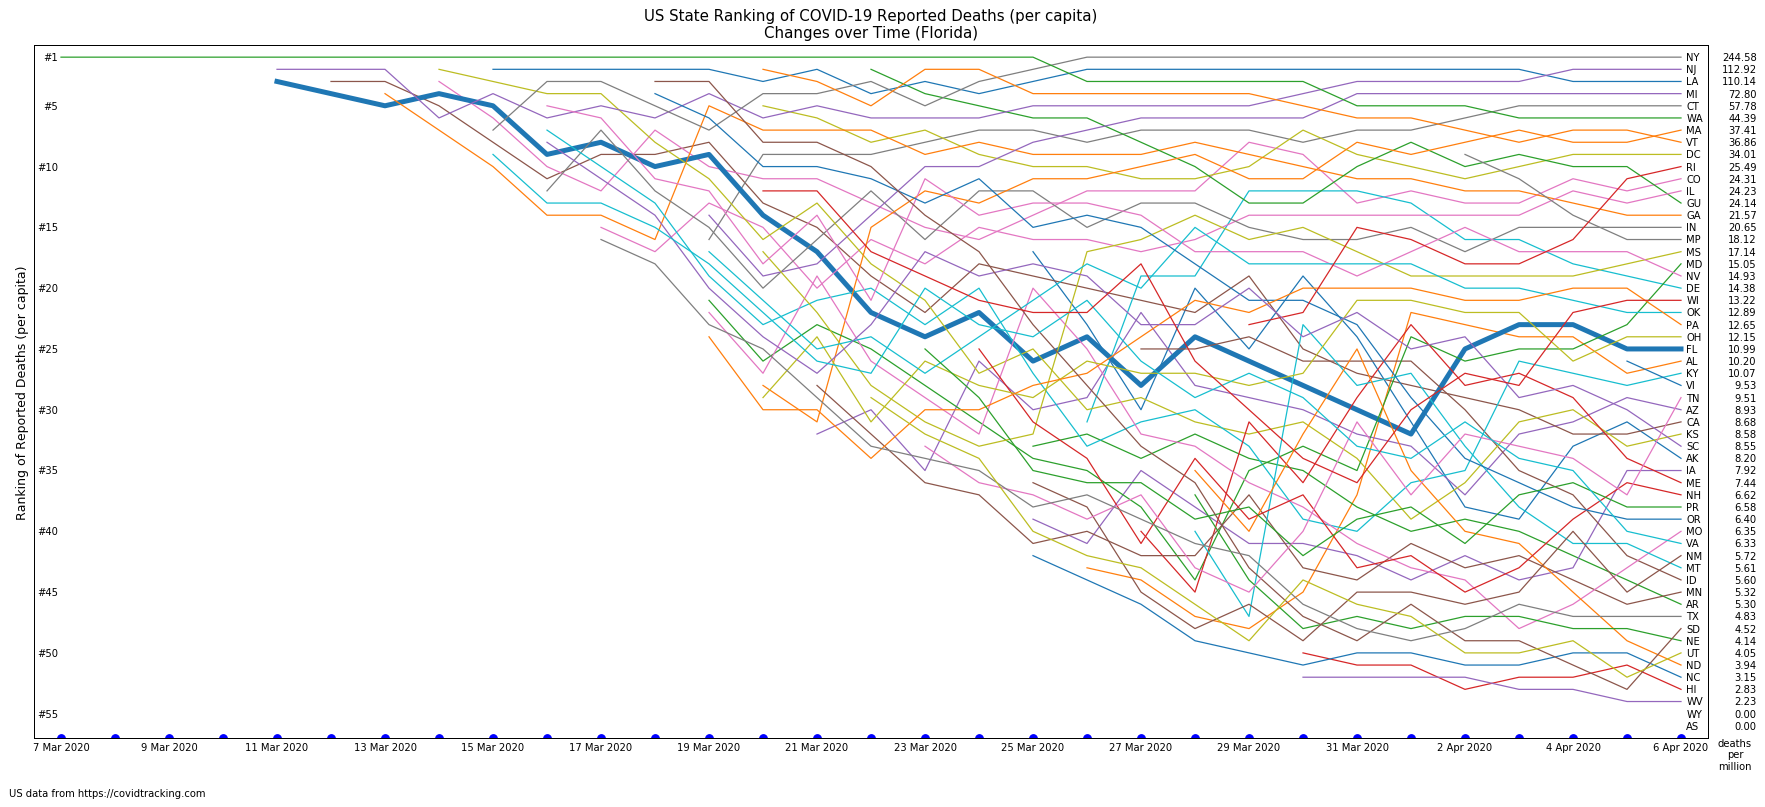 US State Ranking of COVID-19 Reported Deaths (per capita)
Changes over Time (Florida)
Ranking of Reported Deaths (per capita)
#1
#5
#10
#15
#20
#25
#30
#35
#40
#45
#50
#55
NY 244.58
NJ 112.92
LA 110.14
MI 72.80
CT 57.78
WA 44.39
MA 37.41
VT 36.86
DC 34.01
RI 25.49
CO 24.31
IL 24.23
GU 24.14
GA 21.57
IN 20.65
MP 18.12
MS 17.14
MD 15.05
NV 14.93
DE 14.38
WI 13.22
OK 12.89
PA 12.65
OH 12.15
FL 10.99
AL 10.20
KY 10.07
VI 9.53
TN 9.51
AZ 8.93
CA 8.68
KS 8.58
SC 8.55
AK 8.20
IA 7.92
ME 7.44
NH 6.62
PR 6.58
OR 6.40
MO 6.35
VA 6.33
NM 5.72
MT 5.61
ID 5.60
MN 5.32
AR 5.30
TX 4.83
SD 4.52
NE 4.14
UT 4.05
ND 3.94
NC 3.15
HI 2.83
WV 2.23
WY 0.00
AS 0.00
7 Mar 2020 9 Mar 2020 11 Mar 2020 13 Mar 2020 15 Mar 2020 17 Mar 2020 19 Mar 2020 21 Mar 2020 23 Mar 2020 25 Mar 2020 27 Mar 2020 29 Mar 2020 31 Mar 2020 2 Apr 2020 4 Apr 2020 6 Apr 2020
deaths
per
million
US data from https://covidtracking.com